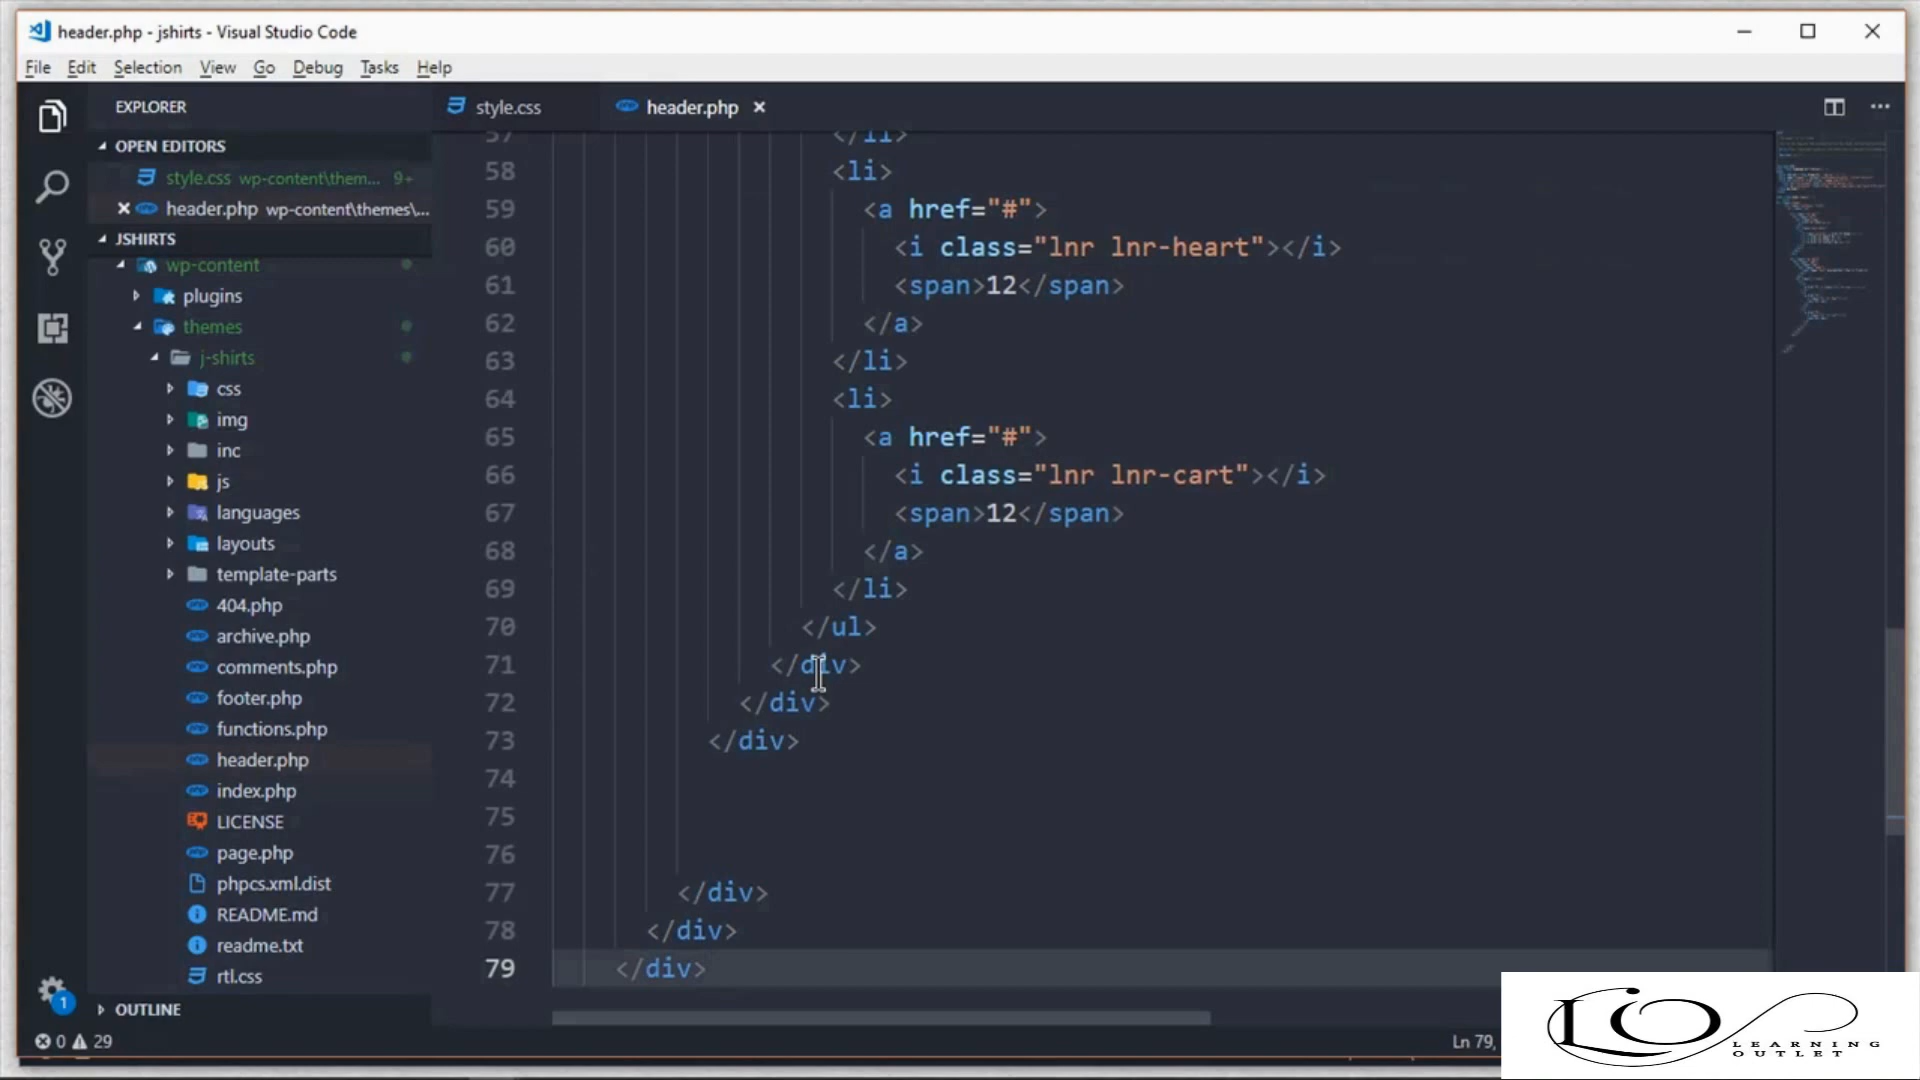 header.php - jshirts - Visual Studio Code
File Edit Selection View Go Debug Tasks Help
EXPLORER
OPEN EDITORS
style.css wp-content\them... 9+
header.php wp-content\themes\...
JSHIRTS
wp-content
plugins
themes
j-shirts
css
img
inc
js
languages
layouts
template-parts
404.php
archive.php
comments.php
footer.php
functions.php
header.php
index.php
LICENSE
page.php
phpcs.xml.dist
README.md
readme.txt
rtl.css
OUTLINE
1
0 29
style.css header.php
57 </li>
58 <li>
59 <a href="#">
60 <i class="lnr lnr-heart"></i>
61 <span>12</span>
62 </a>
63 </li>
64 <li>
65 <a href="#">
66 <i class="lnr lnr-cart"></i>
67 <span>12</span>
68 </a>
69 </li>
70 </ul>
71 </div>
72 </div>
73 </div>
74
75
76
77 </div>
78 </div>
79 </div>
Ln 79,
LO
LEARNING
OUTLET